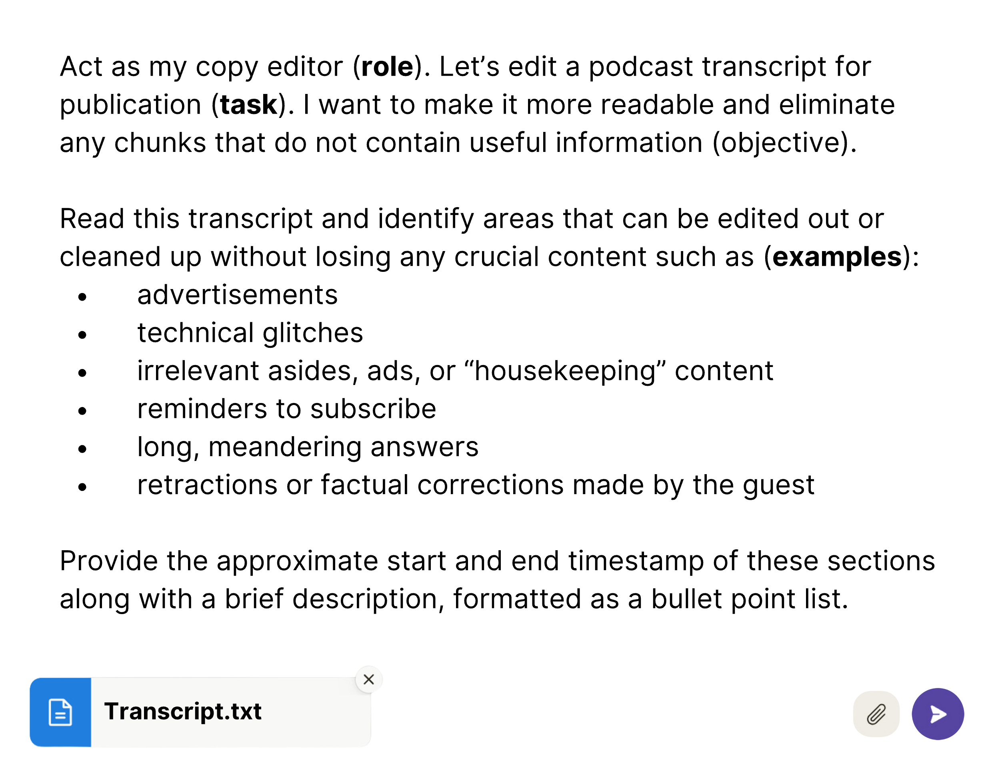 Act as my copy editor (role). Let’s edit a podcast transcript for
publication (task). I want to make it more readable and eliminate
any chunks that do not contain useful information (objective).
Read this transcript and identify areas that can be edited out or
cleaned up without losing any crucial content such as (examples):
• advertisements
• technical glitches
• irrelevant asides, ads, or “housekeeping” content
• reminders to subscribe
• long, meandering answers
• retractions or factual corrections made by the guest
Provide the approximate start and end timestamp of these sections
along with a brief description, formatted as a bullet point list.
Transcript.txt